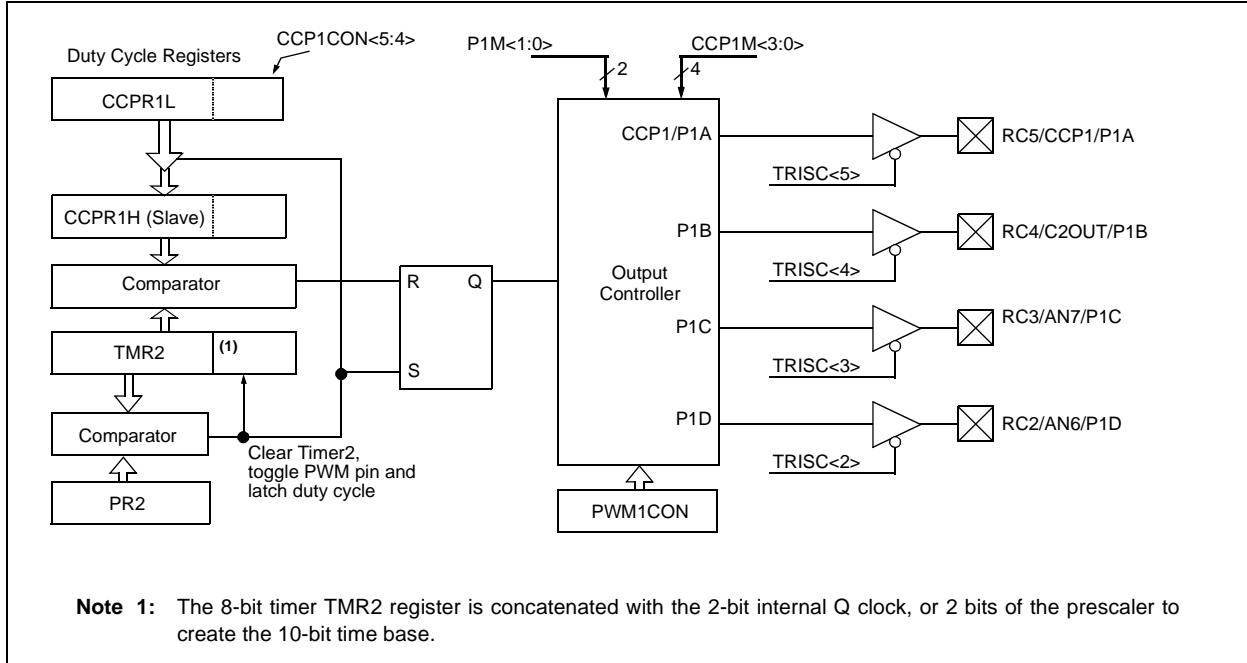 Duty Cycle Registers
CCP1CON<5:4>
CCPR1L
CCPR1H (Slave)
Comparator
TMR2
(1)
Comparator
PR2
Clear Timer2,
toggle PWM pin and
latch duty cycle
R
Q
S
P1M<1:0>
2
CCP1M<3:0>
4
Output
Controller
CCP1/P1A
P1B
P1C
P1D
PWM1CON
TRISC<5>
RC5/CCP1/P1A
TRISC<4>
RC4/C2OUT/P1B
TRISC<3>
RC3/AN7/P1C
TRISC<2>
RC2/AN6/P1D
Note 1: The 8-bit timer TMR2 register is concatenated with the 2-bit internal Q clock, or 2 bits of the prescaler to
create the 10-bit time base.